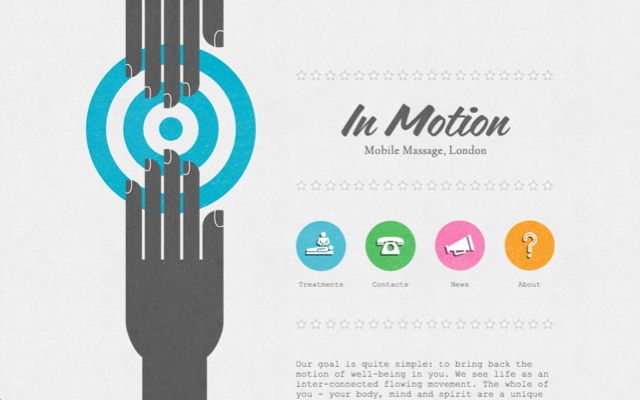 In Motion
Mobile Massage, London
Treatments
Contacts
News
About
Our goal is quite simple: to bring back the
motion of well-being in you. We see life as an
inter-connected flowing movement. The whole of
you - your body, mind and spirit are a unique